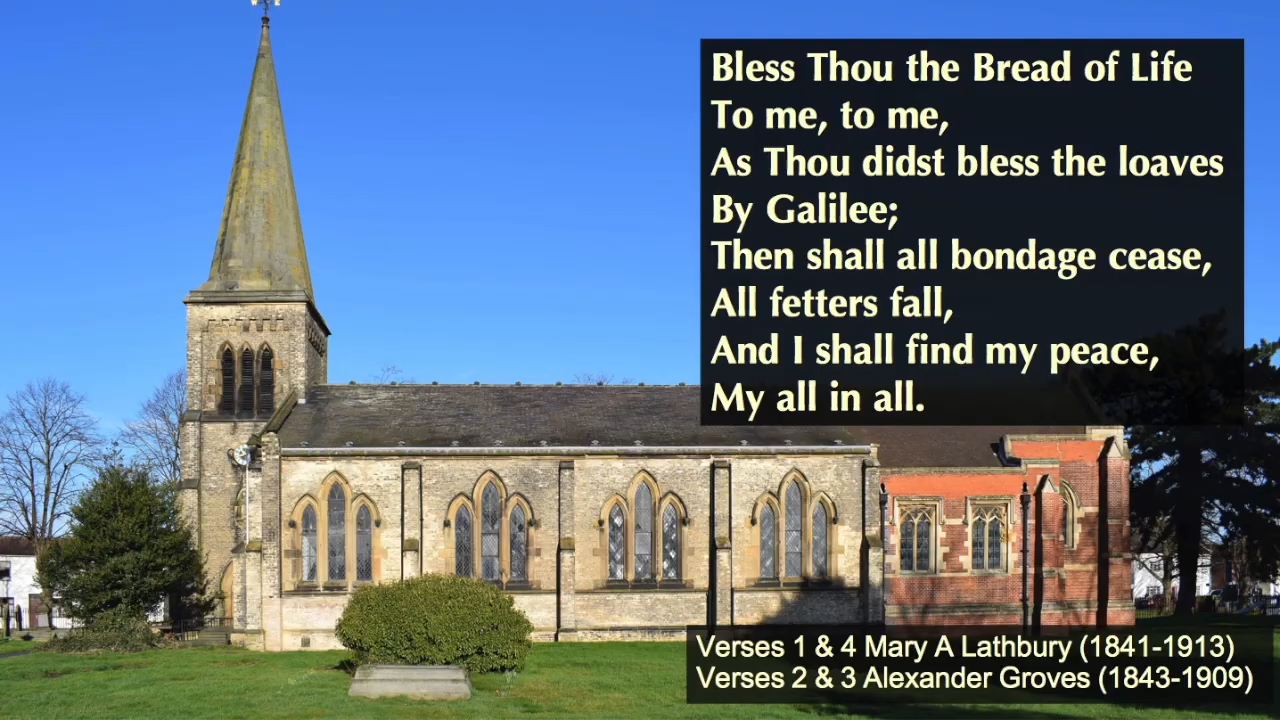 Bless Thou the Bread of Life
To me, to me,
As Thou didst bless the loaves
By Galilee;
Then shall all bondage cease,
All fetters fall,
And I shall find my peace,
My all in all.
Verses 1 & 4 Mary A Lathbury (1841-1913)
Verses 2 & 3 Alexander Groves (1843-1909)